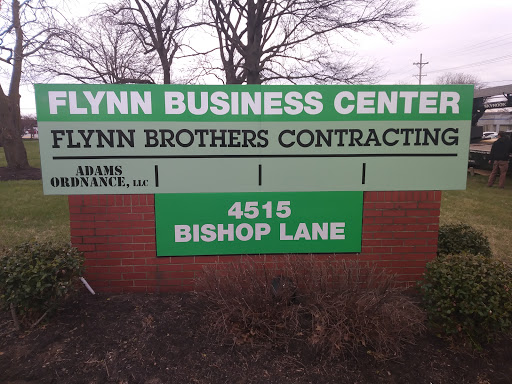 FLYNN BUSINESS CENTER
FLYNN BROTHERS CONTRACTING
ADAMS
ORDNANCE, LLC
4515
BISHOP LANE